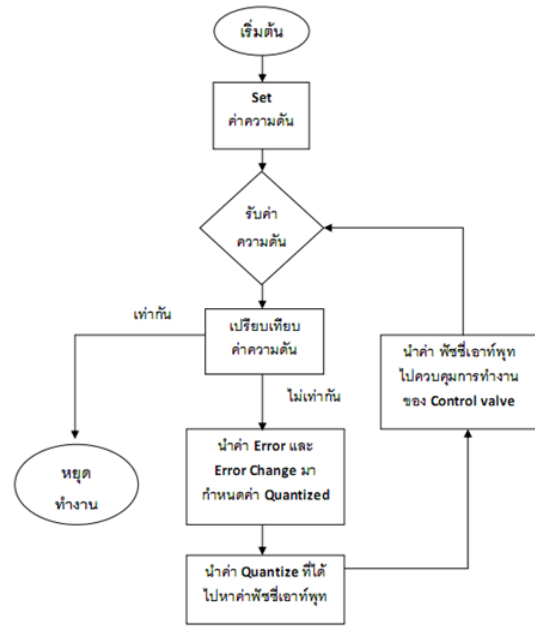 เริ่มต้น
Set
ค่าความดัน
รับค่า
ความดัน
เท่ากัน
เปรียบเทียบ
ค่าความดัน
ไม่เท่ากัน
นำค่า ฟัซซี่เอาท์พุท
ไปควบคุมการทำงาน
ของ Control valve
หยุด
ทำงาน
นำค่า Error และ
Error Change มา
กำหนดค่า Quantized
นำค่า Quantize ที่ได้
ไปหาค่าฟัซซี่เอาท์พุท